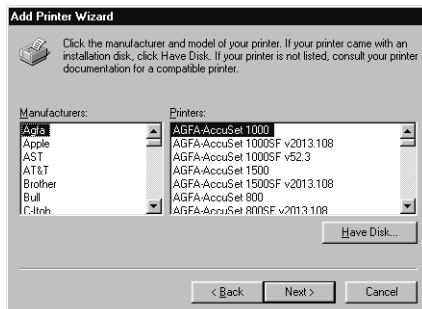 Add Printer Wizard
Click the manufacturer and model of your printer. If your printer came with an
installation disk, click Have Disk. If your printer is not listed, consult your printer
documentation for a compatible printer.
Manufacturers:
Agfa
Apple
AST
AT&T
Brother
Bull
C-Itoh
Printers:
AGFA-AccuSet 1000
AGFA-AccuSet 1000SF v2013.108
AGFA-AccuSet 1000SF v52.3
AGFA-AccuSet 1500
AGFA-AccuSet 1500SF v2013.108
AGFA-AccuSet 800
AGFA-AccuSet 800SF v2013.108
Have Disk...
< Back
Next >
Cancel